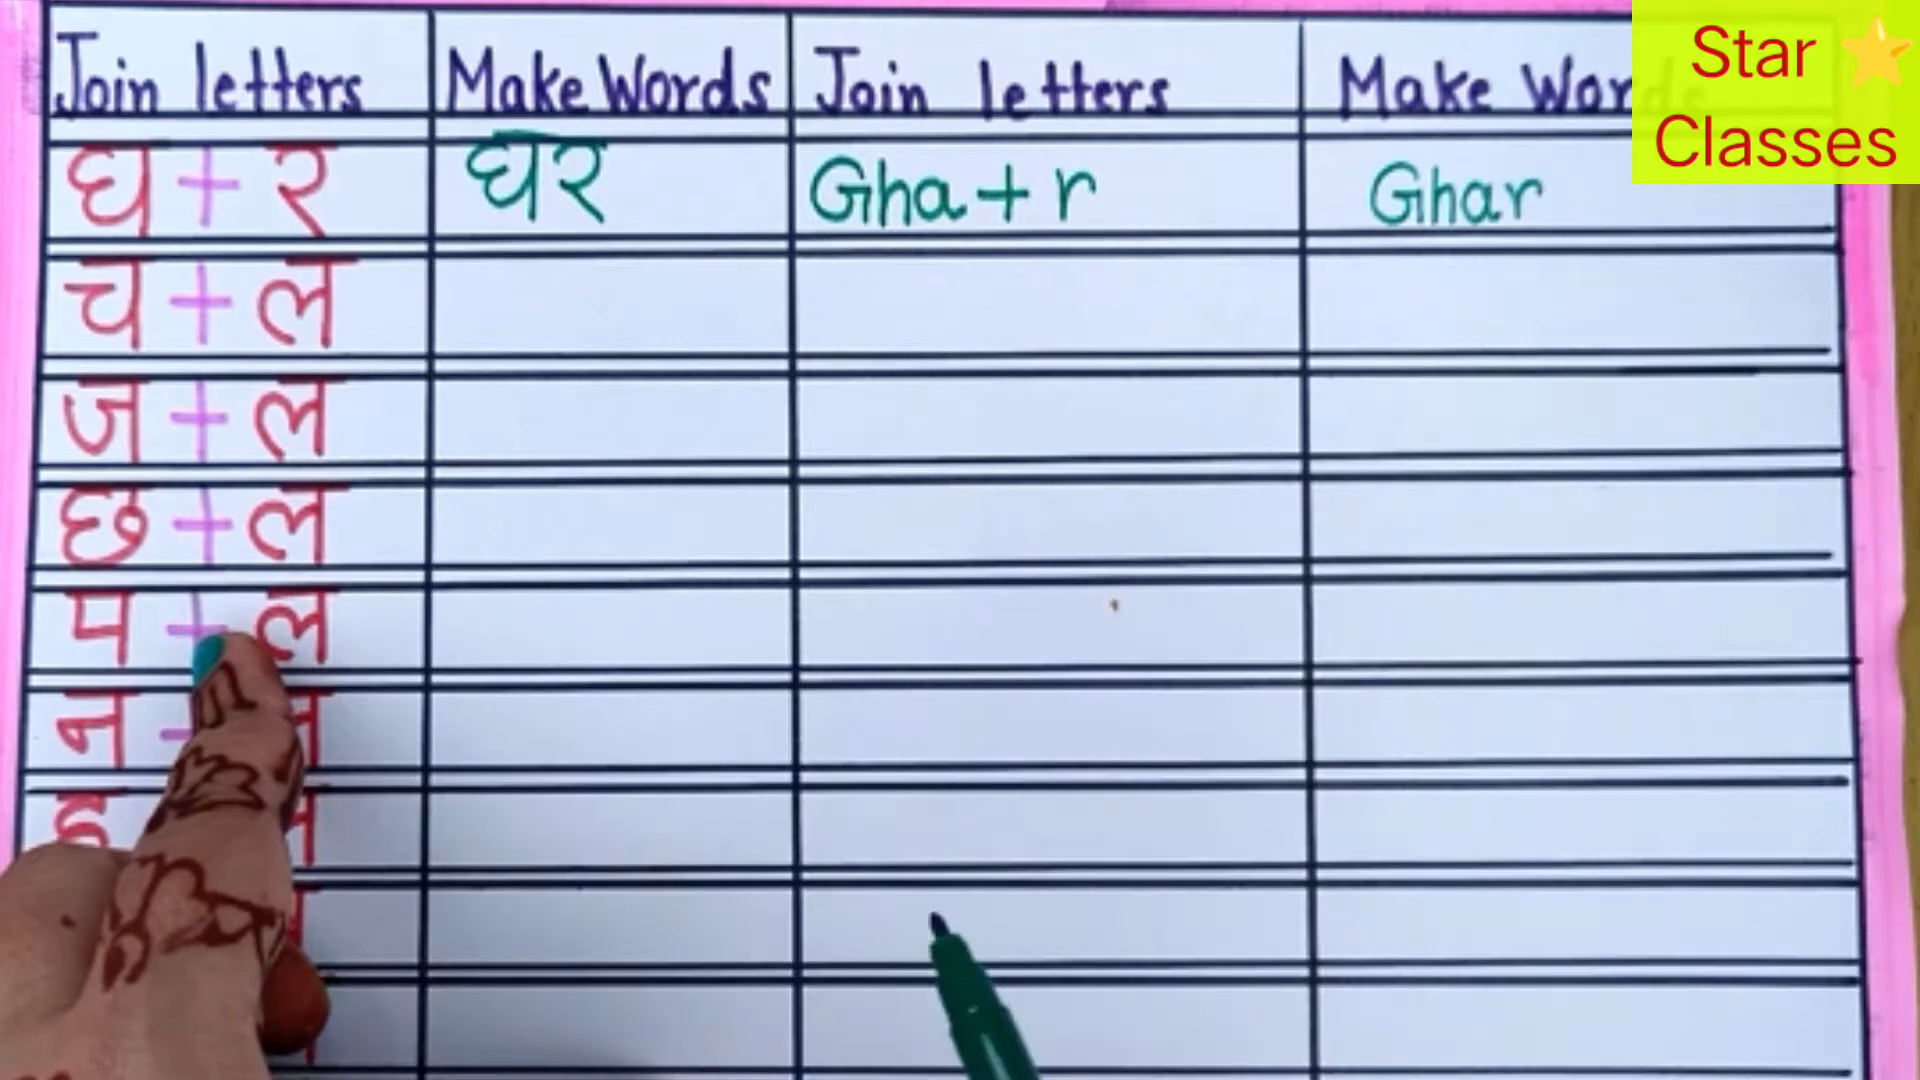 Join letters Make Words Join letters Make Words
Star
Classes
घ + र घर Gha + r Ghar
च + ल
ज + ल
छ + ल
प + ल
न +